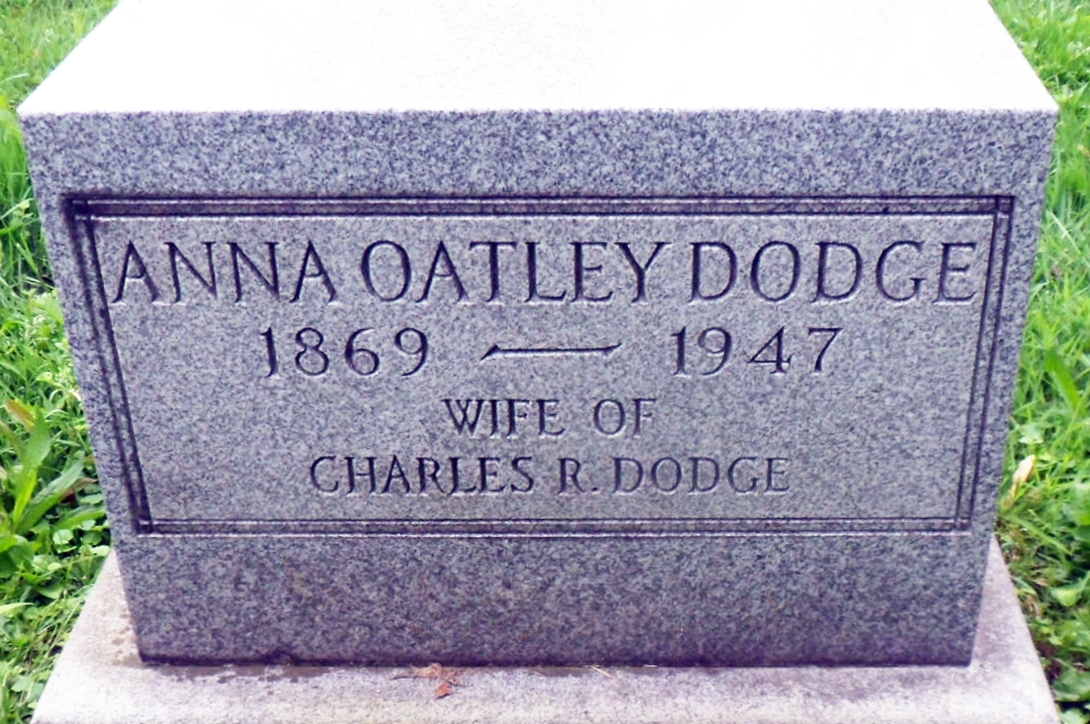 ANNA OATLEY DODGE
1869 — 1947
WIFE OF
CHARLES R. DODGE